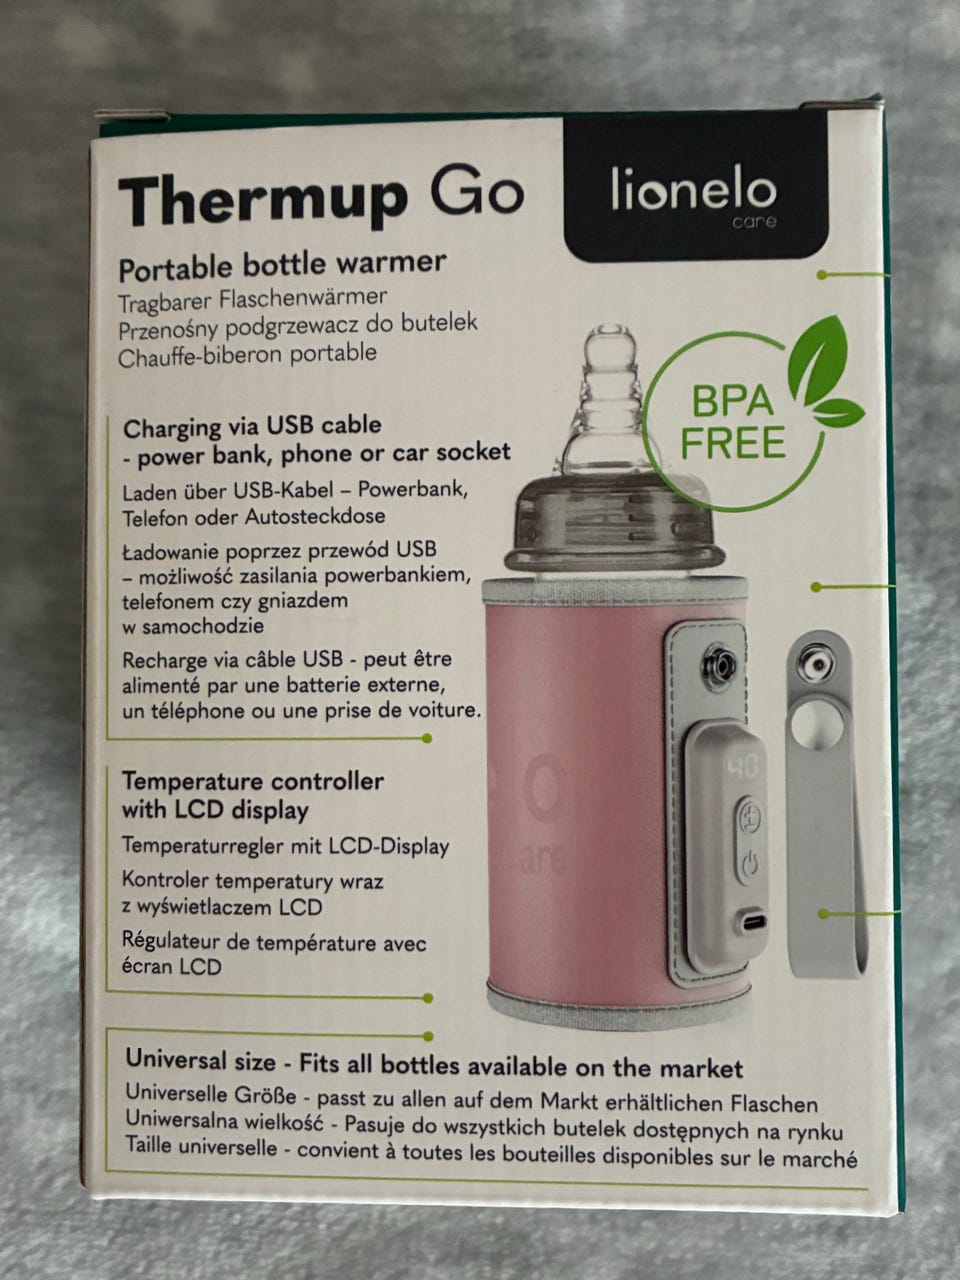 Thermup Go
lionelo
care
Portable bottle warmer
Tragbarer Flaschenwärmer
Przenośny podgrzewacz do butelek
Chauffe-biberon portable
BPA
FREE
Charging via USB cable
- power bank, phone or car socket
Laden über USB-Kabel – Powerbank,
Telefon oder Autosteckdose
Ładowanie poprzez przewód USB
– możliwość zasilania powerbankiem,
telefonem czy gniazdem
w samochodzie
Recharge via câble USB - peut être
alimenté par une batterie externe,
un téléphone ou une prise de voiture.
Temperature controller
with LCD display
Temperaturregler mit LCD-Display
Kontroler temperatury wraz
z wyświetlaczem LCD
Régulateur de température avec
écran LCD
40
o
are
Universal size - Fits all bottles available on the market
Universelle Größe - passt zu allen auf dem Markt erhältlichen Flaschen
Uniwersalna wielkość - Pasuje do wszystkich butelek dostępnych na rynku
Taille universelle - convient à toutes les bouteilles disponibles sur le marché